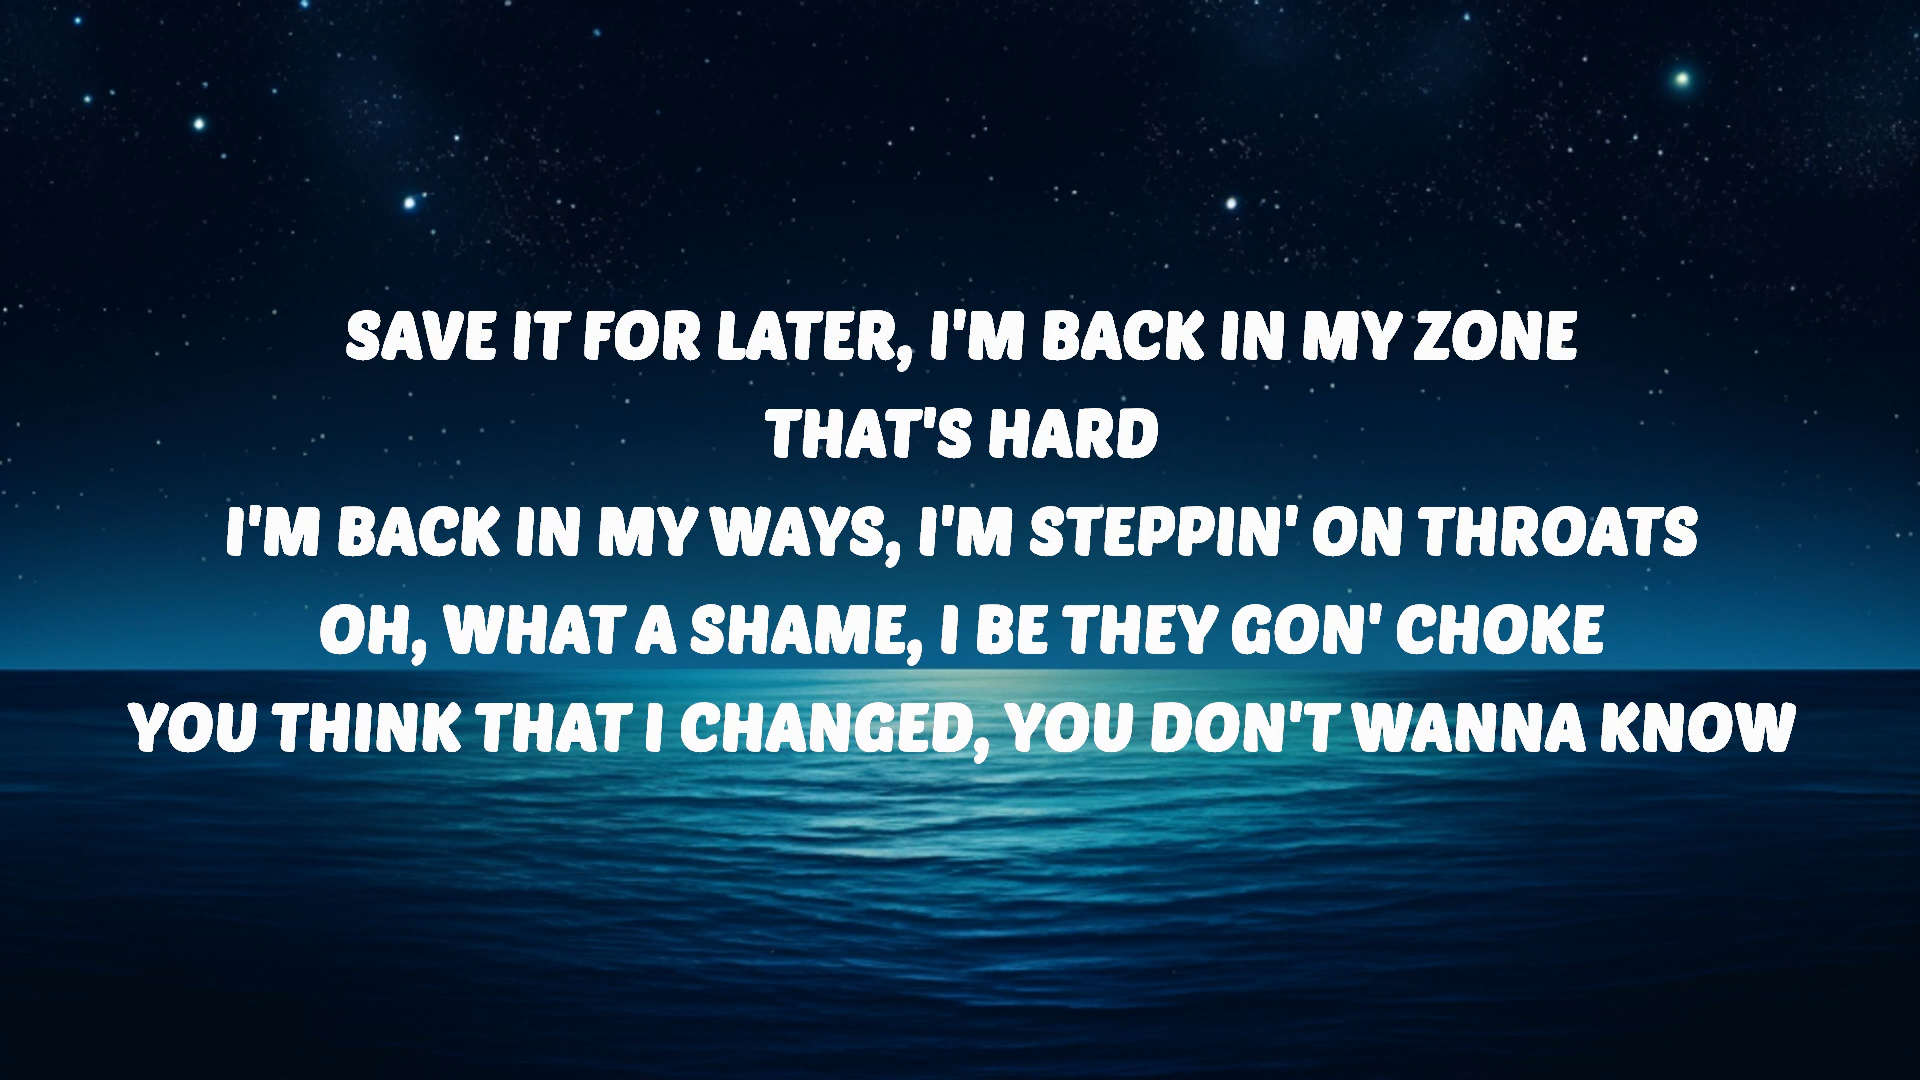 SAVE IT FOR LATER, I'M BACK IN MY ZONE
THAT'S HARD
I'M BACK IN MY WAYS, I'M STEPPIN' ON THROATS
OH, WHAT A SHAME, I BE THEY GON' CHOKE
YOU THINK THAT I CHANGED, YOU DON'T WANNA KNOW